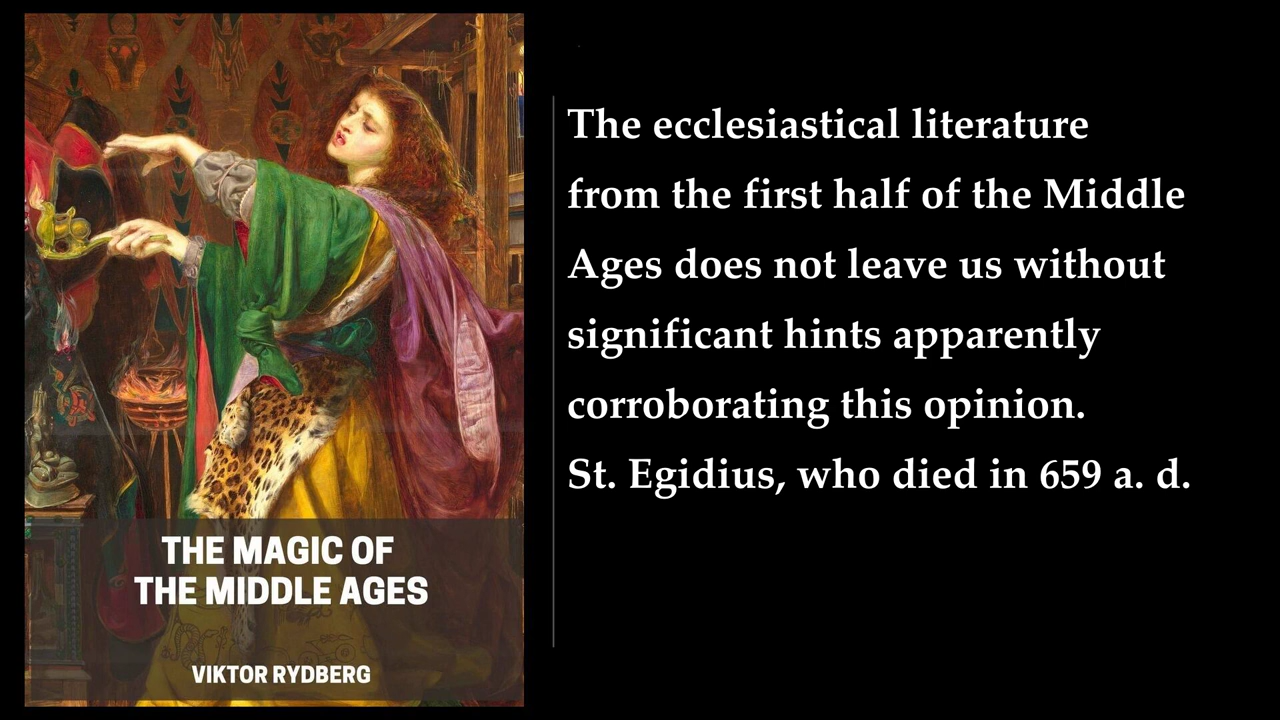 THE MAGIC OF
THE MIDDLE AGES
VIKTOR RYDBERG
The ecclesiastical literature
from the first half of the Middle
Ages does not leave us without
significant hints apparently
corroborating this opinion.
St. Egidius, who died in 659 a. d.